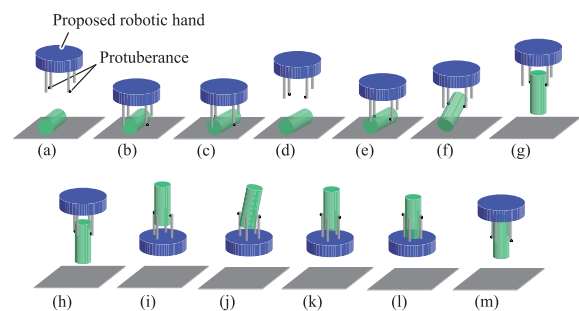 Proposed robotic hand
Protuberance
(a) (b) (c) (d) (e) (f) (g)
(h) (i) (j) (k) (l) (m)